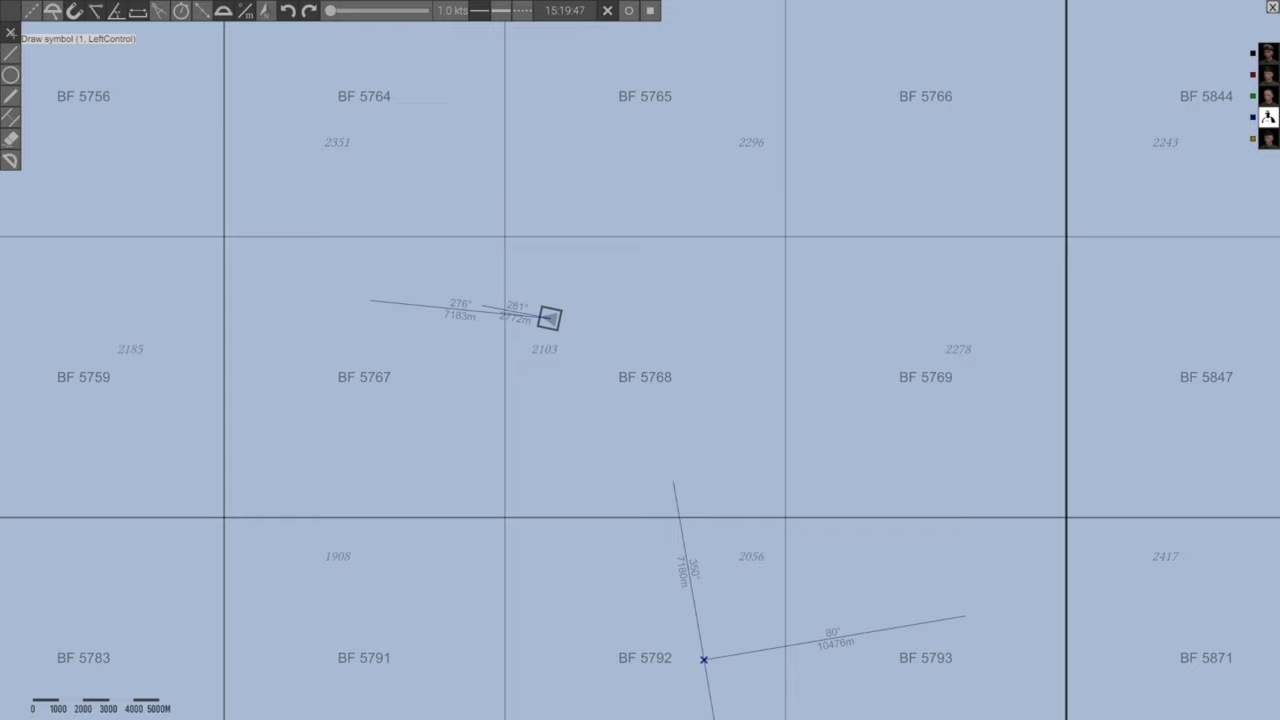 1.0 kts
15:19:47
X
Draw symbol (1. LeftControl)
BF 5756
BF 5764
BF 5765
BF 5766
BF 5844
2351
2296
2243
276°
7183m
281°
2772m
2185
2103
2278
BF 5759
BF 5767
BF 5768
BF 5769
BF 5847
1908
2056
2417
350°
7180m
80°
10476m
BF 5783
BF 5791
BF 5792
BF 5793
BF 5871
0 1000 2000 3000 4000 5000M